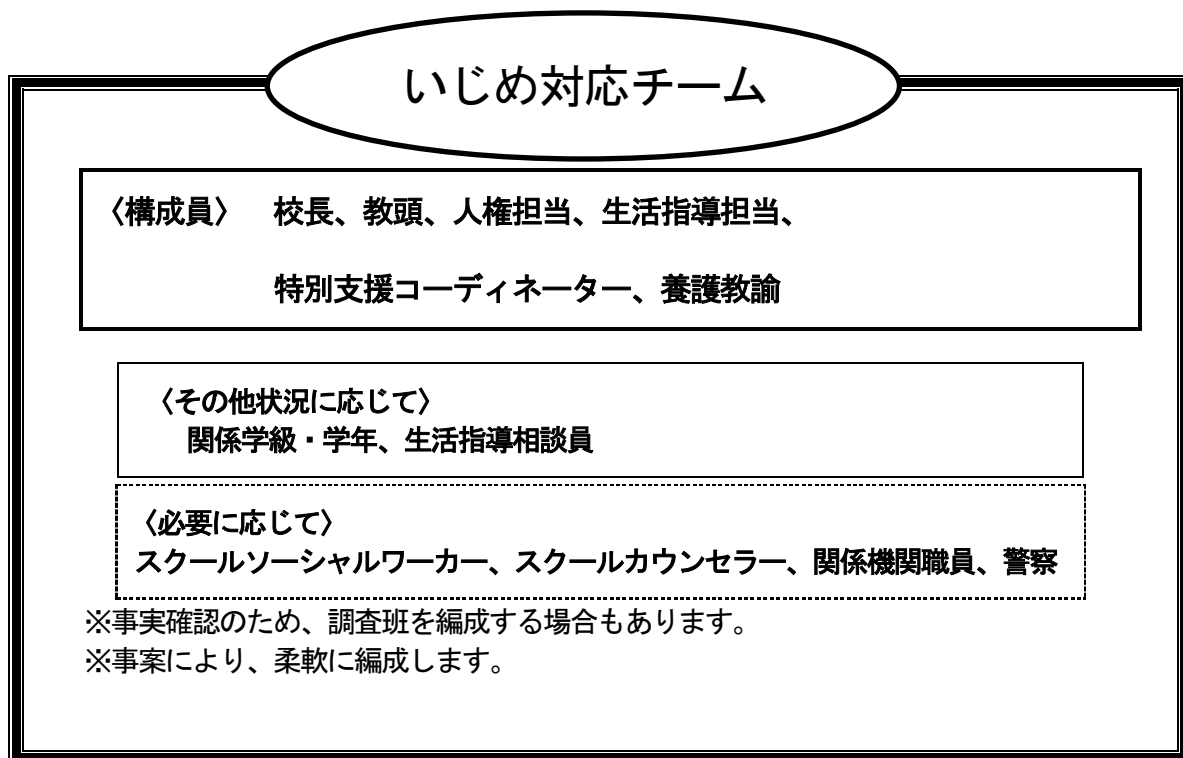 いじめ対応チーム
〈構成員〉　校長、教頭、人権担当、生活指導担当、
特別支援コーディネーター、養護教諭
〈その他状況に応じて〉
関係学級・学年、生活指導相談員
〈必要に応じて〉
スクールソーシャルワーカー、スクールカウンセラー、関係機関職員、警察
※事実確認のため、調査班を編成する場合もあります。
※事案により、柔軟に編成します。